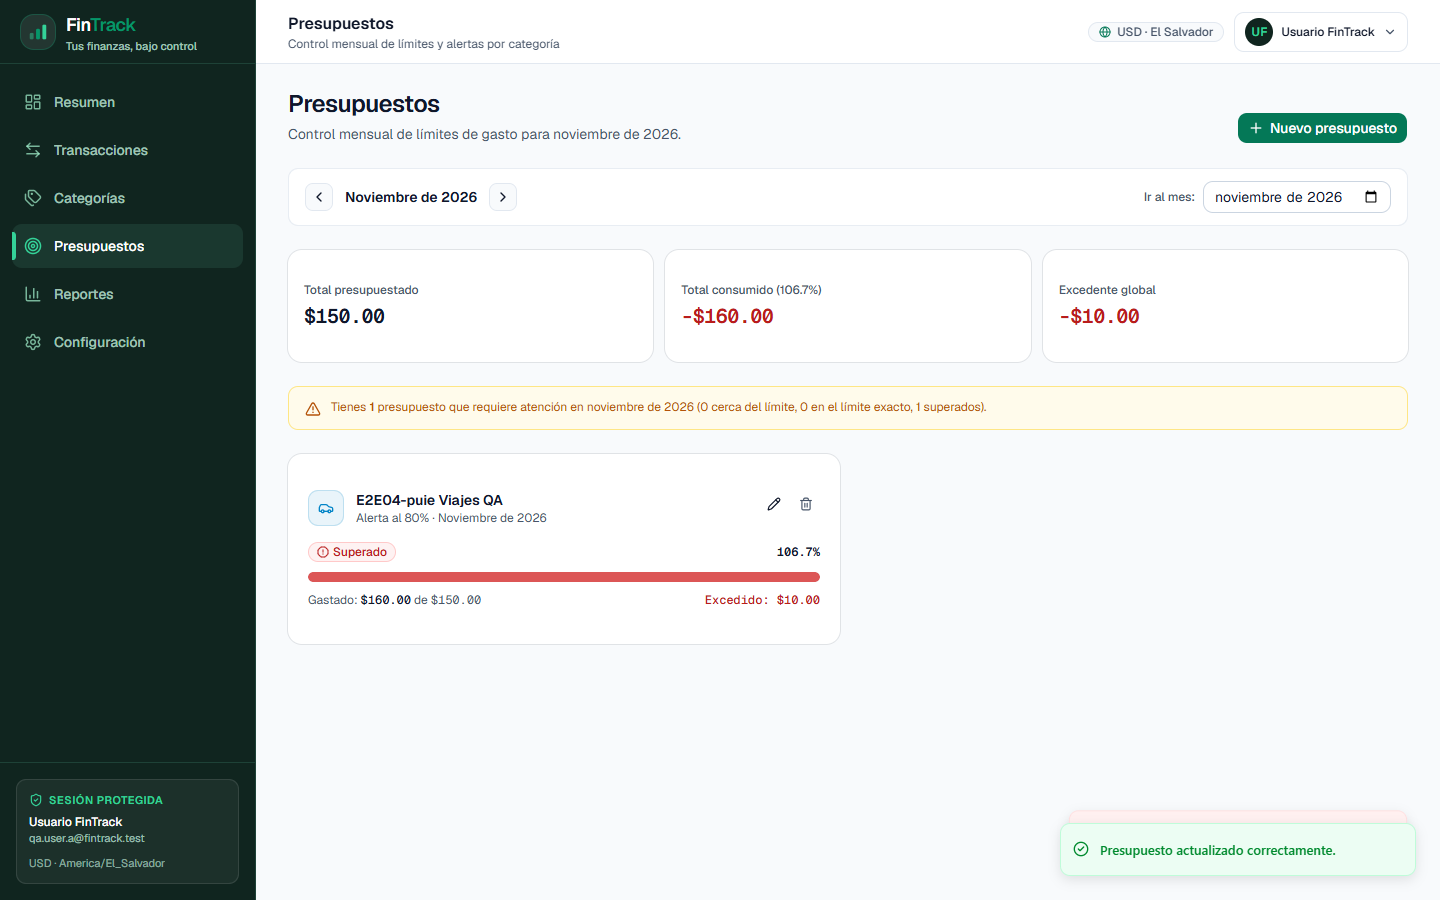 FinTrack
Tus finanzas, bajo control
Resumen
Transacciones
Categorías
Presupuestos
Reportes
Configuración
SESIÓN PROTEGIDA
Usuario FinTrack
qa.user.a@fintrack.test
USD · America/El_Salvador
Presupuestos
Control mensual de límites y alertas por categoría
USD · El Salvador
UF Usuario FinTrack
Presupuestos
Control mensual de límites de gasto para noviembre de 2026.
Nuevo presupuesto
Noviembre de 2026
Ir al mes: noviembre de 2026
Total presupuestado
$150.00
Total consumido (106.7%)
-$160.00
Excedente global
-$10.00
Tienes 1 presupuesto que requiere atención en noviembre de 2026 (0 cerca del límite, 0 en el límite exacto, 1 superados).
E2E04-puie Viajes QA
Alerta al 80% · Noviembre de 2026
Superado 106.7%
Gastado: $160.00 de $150.00 Excedido: $10.00
Presupuesto actualizado correctamente.